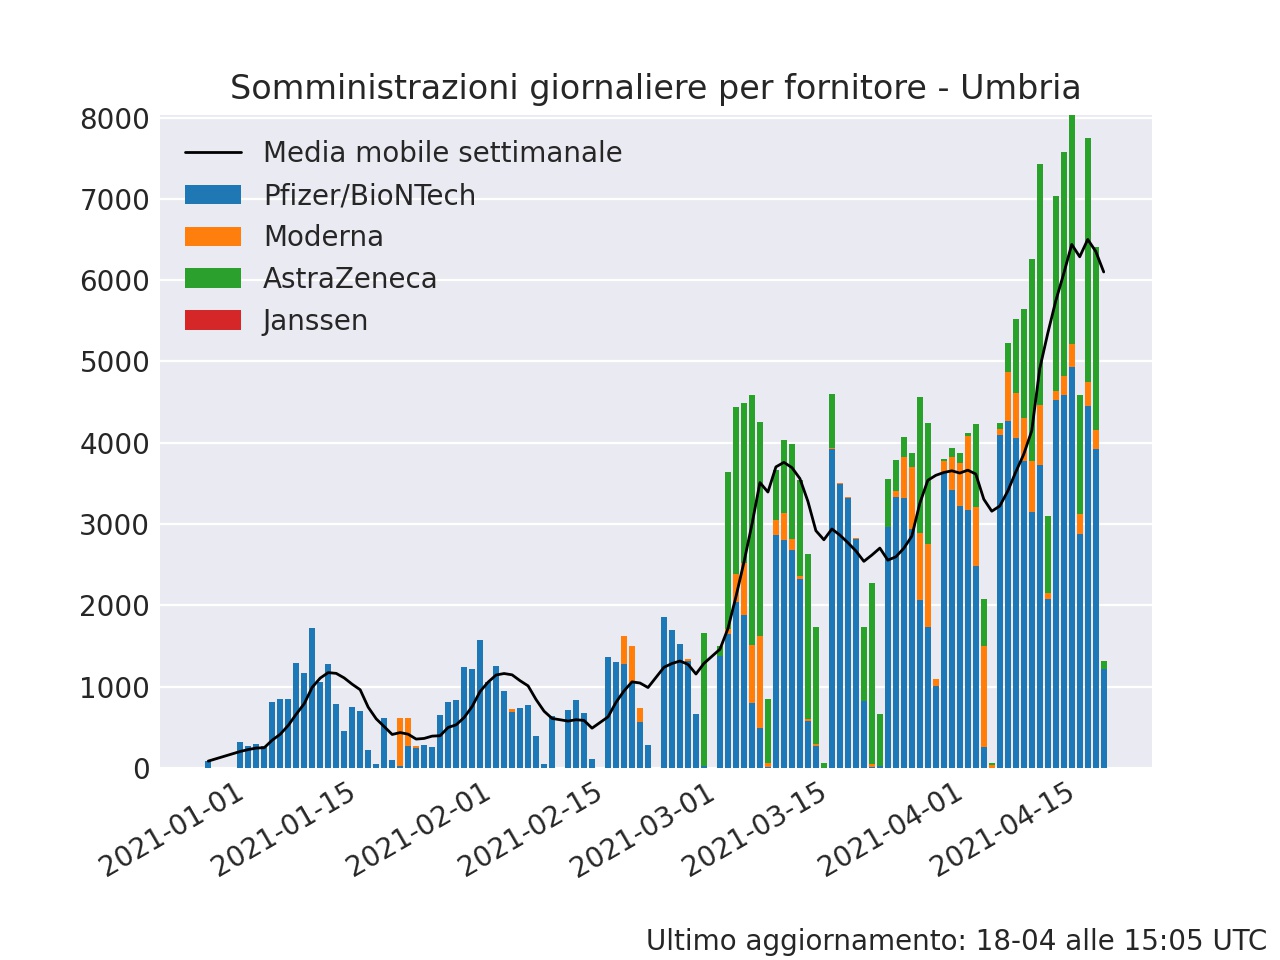 Somministrazioni giornaliere per fornitore - Umbria
Media mobile settimanale
Pfizer/BioNTech
Moderna
AstraZeneca
Janssen
8000
7000
6000
5000
4000
3000
2000
1000
0
2021-01-01
2021-01-15
2021-02-01
2021-02-15
2021-03-01
2021-03-15
2021-04-01
2021-04-15
Ultimo aggiornamento: 18-04 alle 15:05 UTC